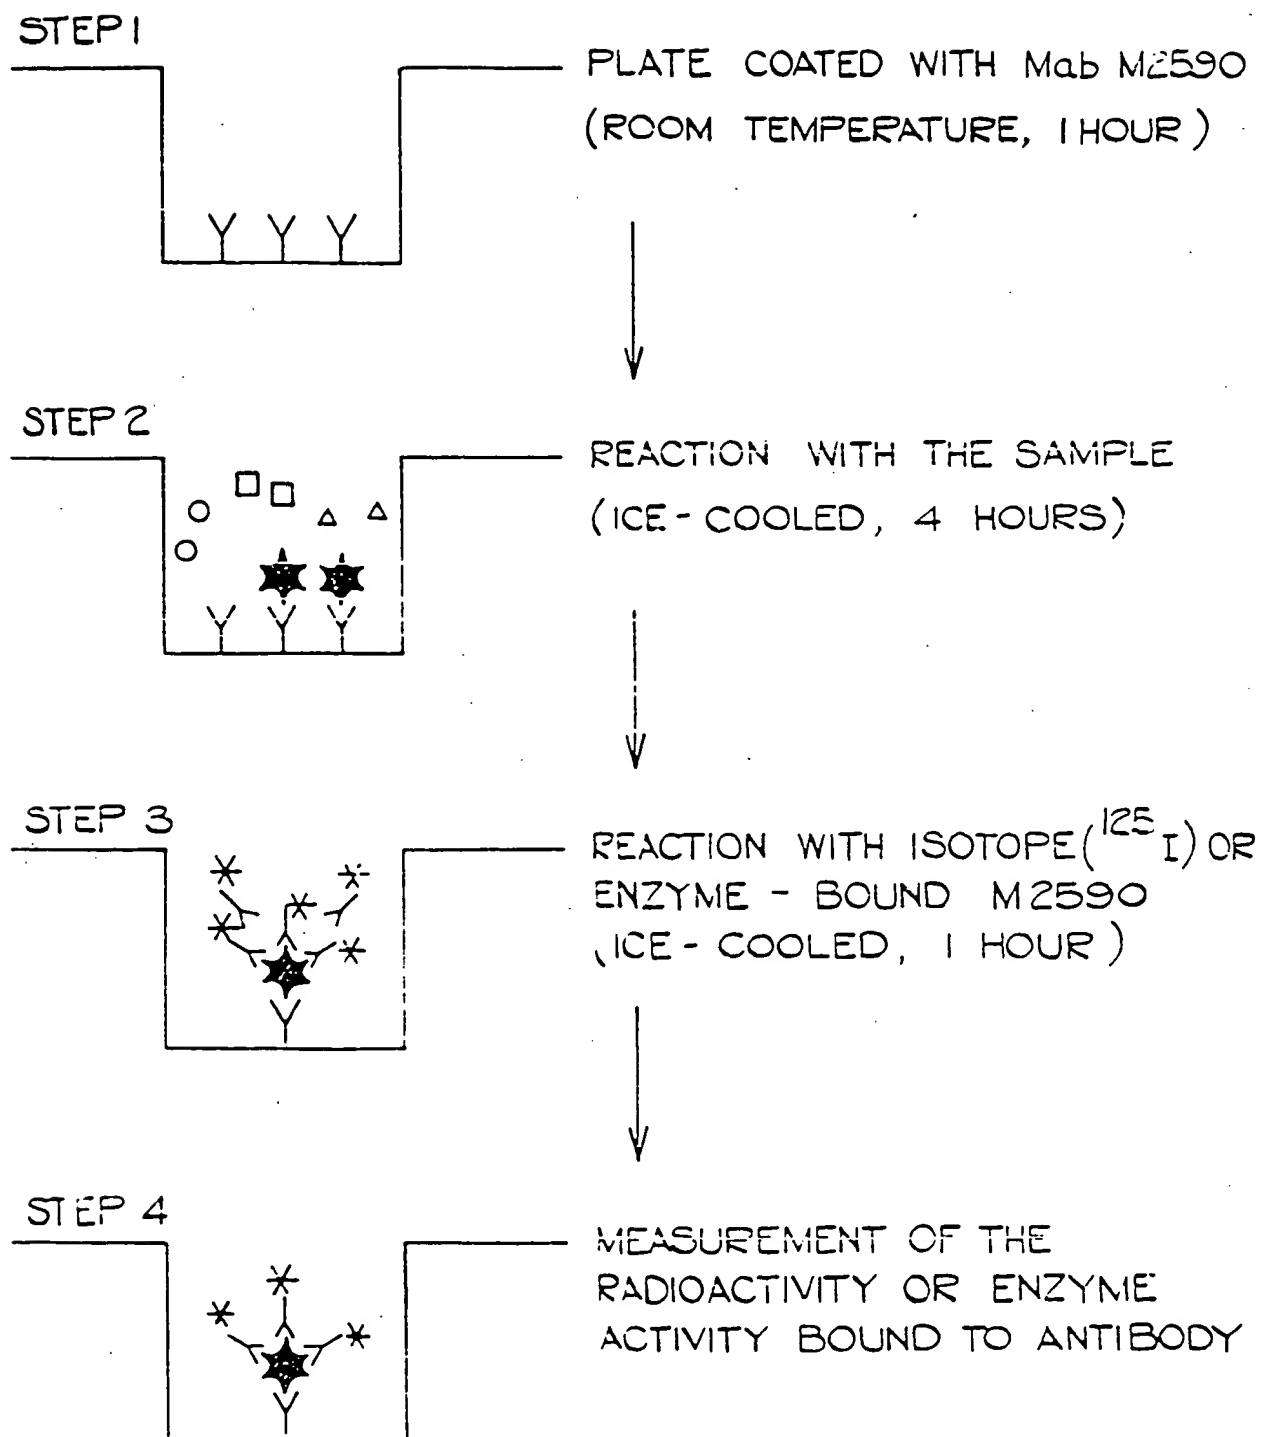 STEP 1
PLATE COATED WITH Mab M2590
(ROOM TEMPERATURE, 1 HOUR)
STEP 2
REACTION WITH THE SAMPLE
(ICE-COOLED, 4 HOURS)
STEP 3
REACTION WITH ISOTOPE (¹²⁵I) OR
ENZYME-BOUND M2590
(ICE-COOLED, 1 HOUR)
STEP 4
MEASUREMENT OF THE
RADIOACTIVITY OR ENZYME
ACTIVITY BOUND TO ANTIBODY